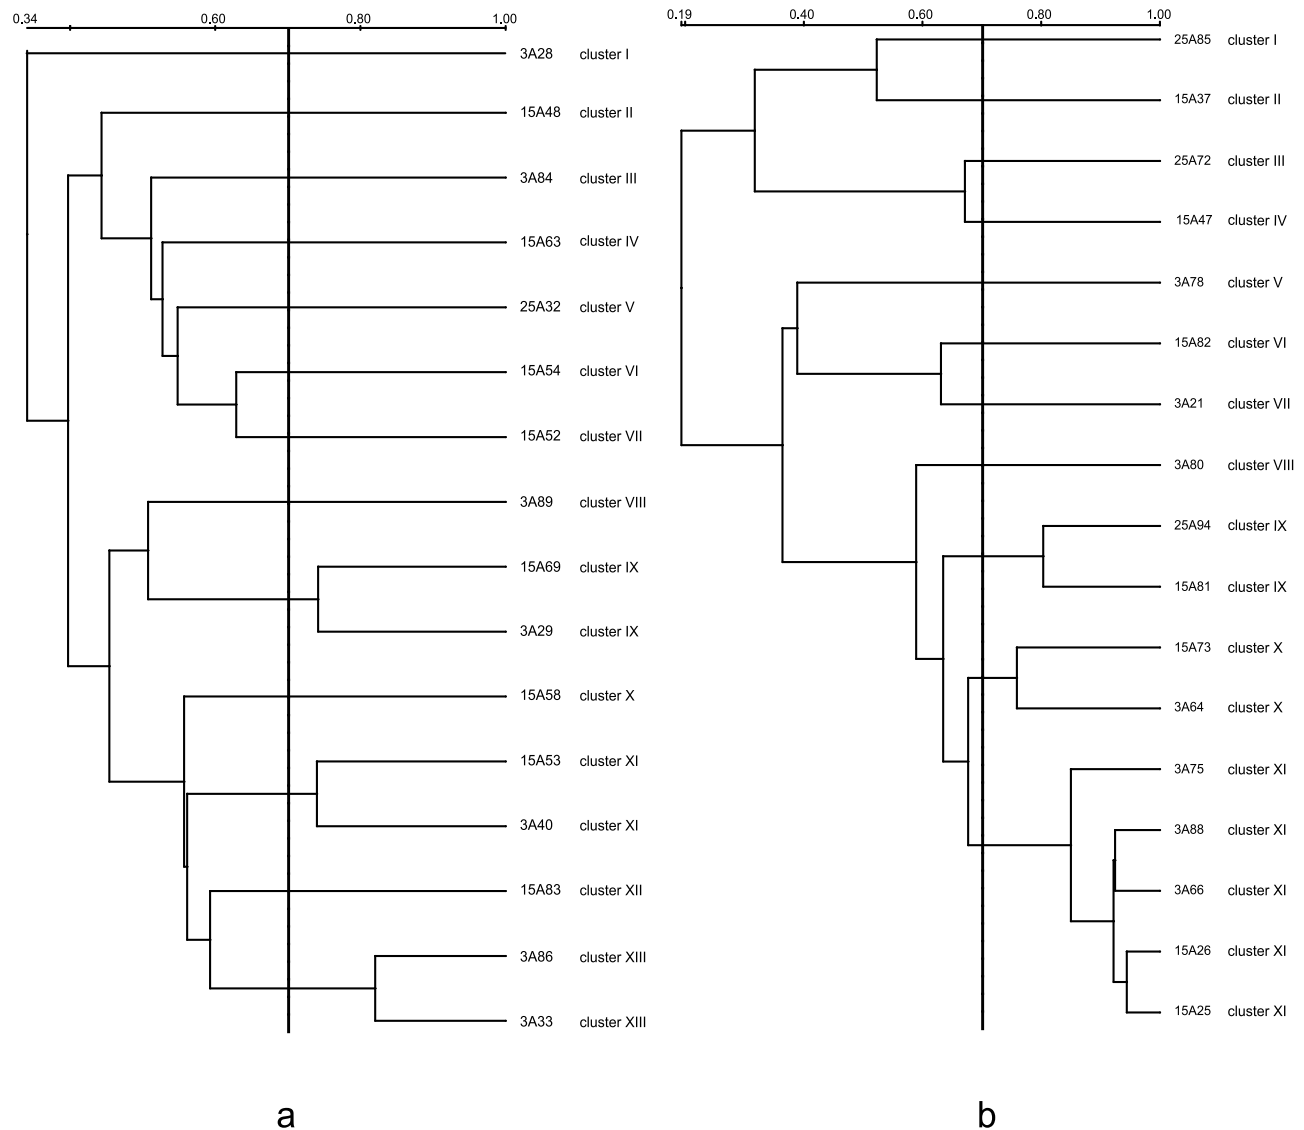 0.34 0.60 0.80 1.00
3A28 cluster I
15A48 cluster II
3A84 cluster III
15A63 cluster IV
25A32 cluster V
15A54 cluster VI
15A52 cluster VII
3A89 cluster VIII
15A69 cluster IX
3A29 cluster IX
15A58 cluster X
15A53 cluster XI
3A40 cluster XI
15A83 cluster XII
3A86 cluster XIII
3A33 cluster XIII
a
0.19 0.40 0.60 0.80 1.00
25A85 cluster I
15A37 cluster II
25A72 cluster III
15A47 cluster IV
3A78 cluster V
15A82 cluster VI
3A21 cluster VII
3A80 cluster VIII
25A94 cluster IX
15A81 cluster IX
15A73 cluster X
3A64 cluster X
3A75 cluster XI
3A88 cluster XI
3A66 cluster XI
15A26 cluster XI
15A25 cluster XI
b